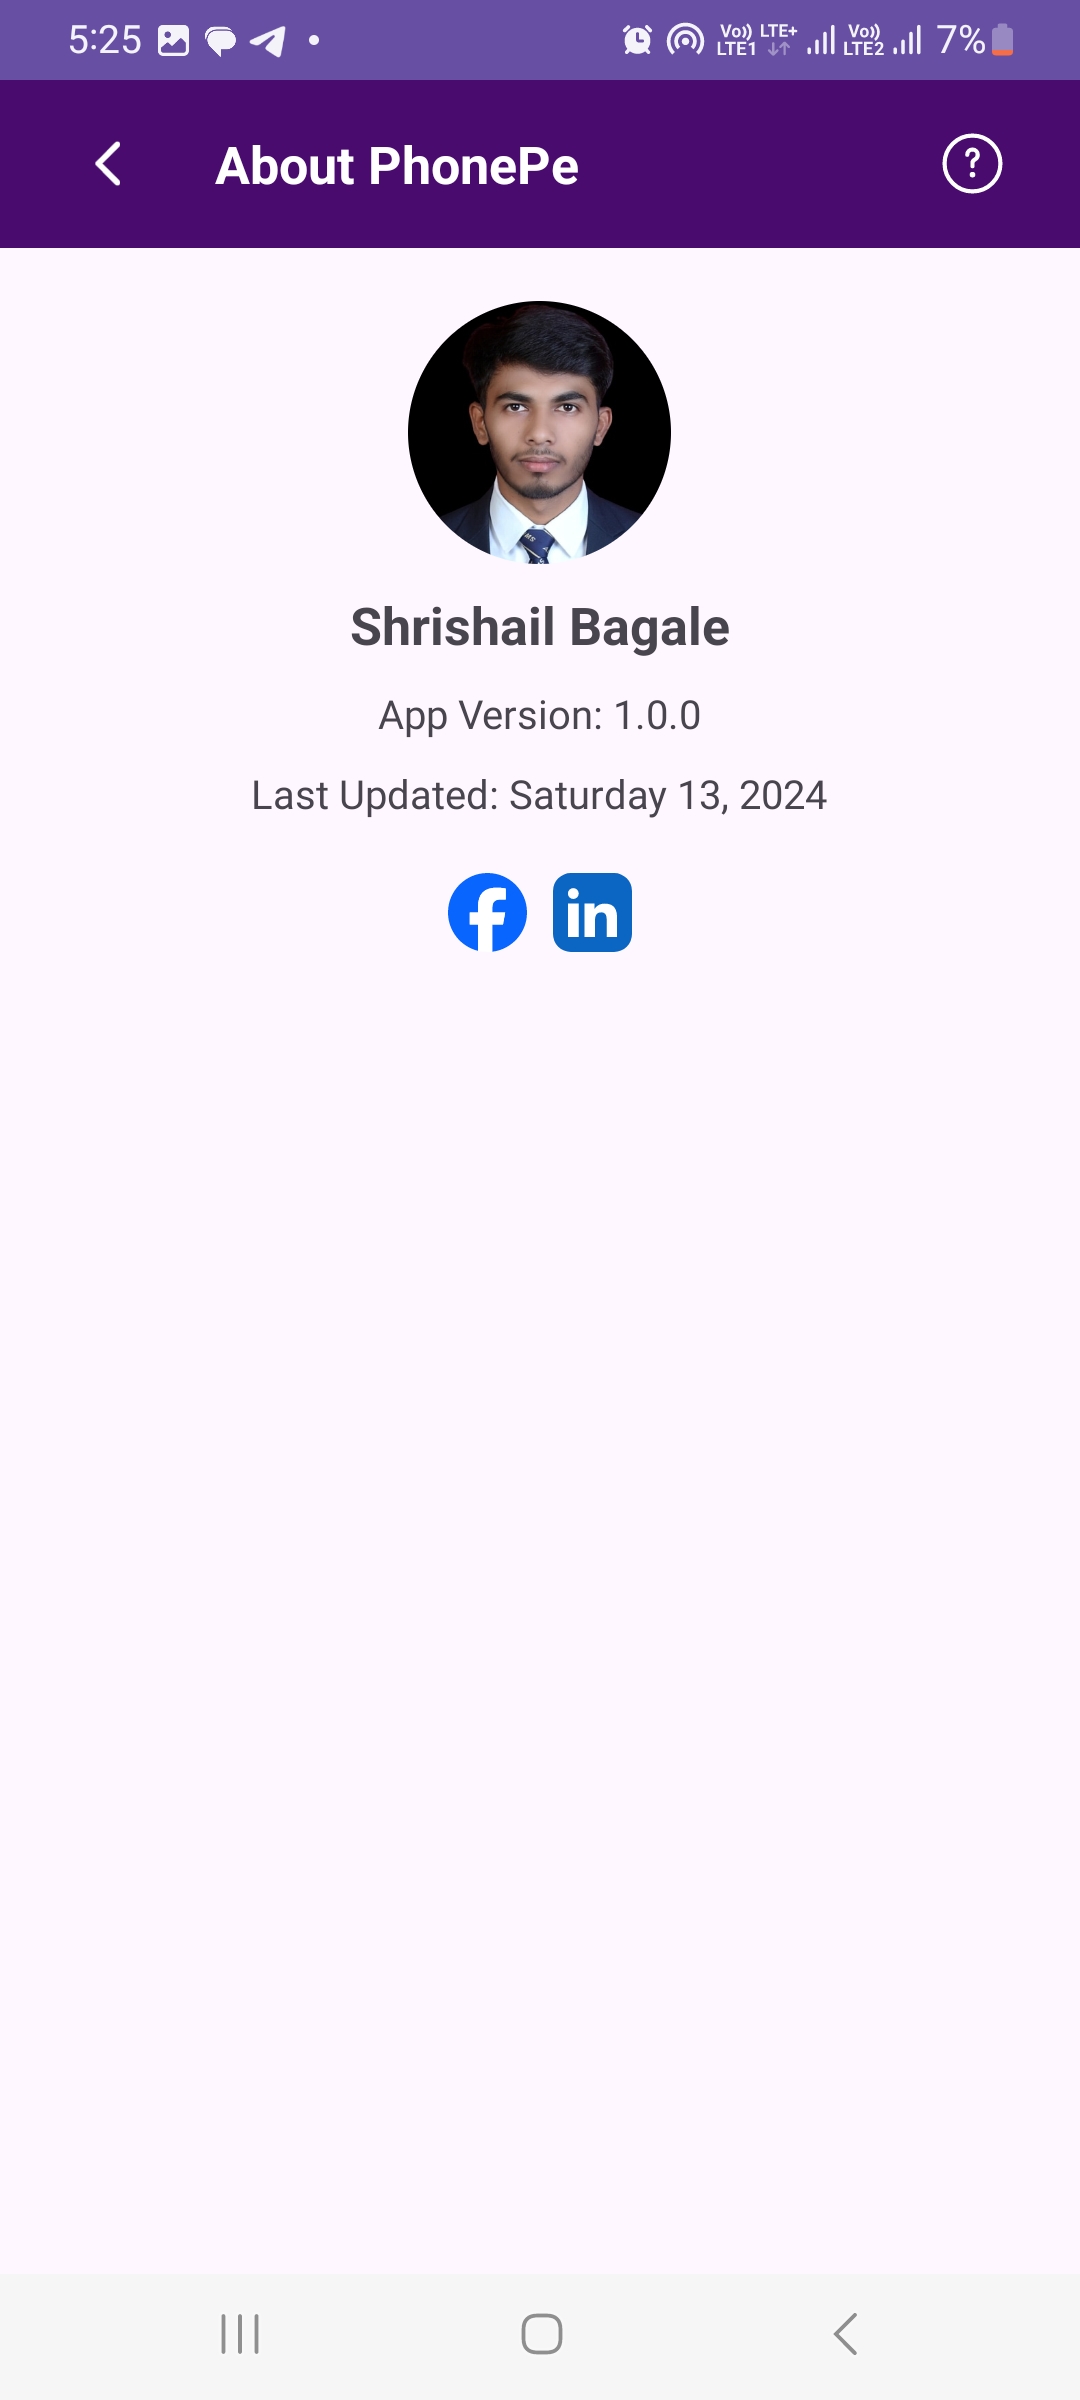 5:25
Vo)) LTE1 LTE+ Vo)) LTE2 7%
About PhonePe
?
Shrishail Bagale
App Version: 1.0.0
Last Updated: Saturday 13, 2024
f in